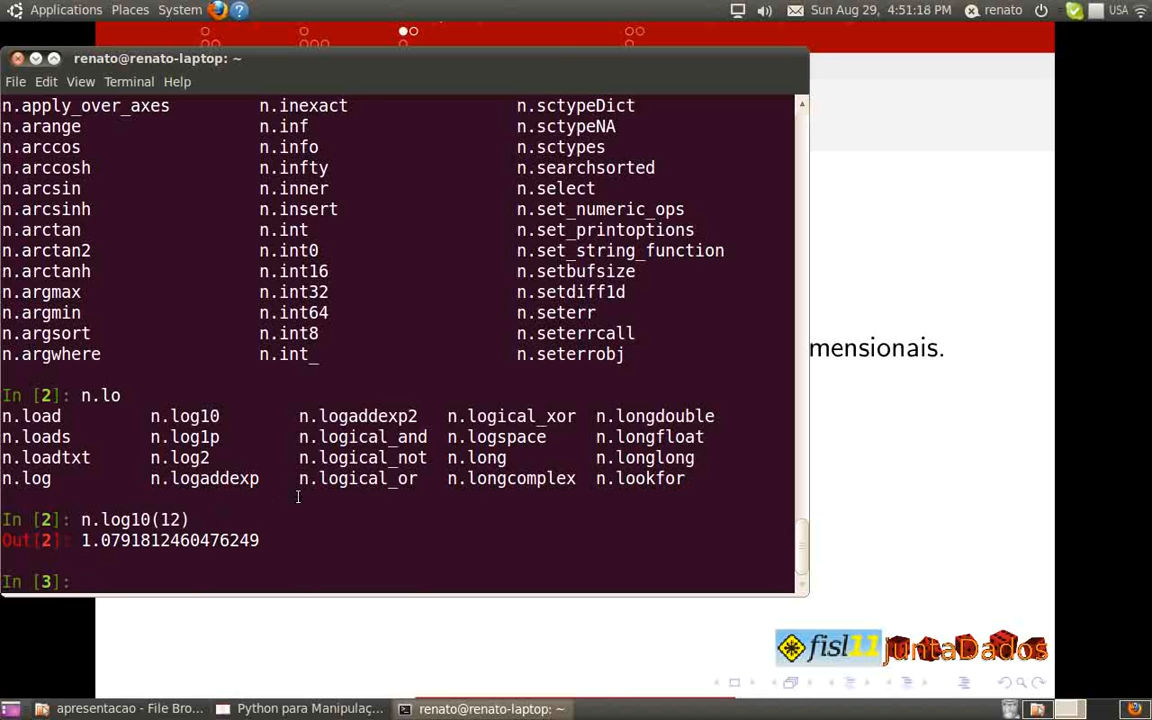 Applications Places System ? Sun Aug 29, 4:51:18 PM renato USA
renato@renato-laptop: ~
File Edit View Terminal Help
n.apply_over_axes n.inexact n.sctypeDict
n.arange n.inf n.sctypeNA
n.arccos n.info n.sctypes
n.arccosh n.infty n.searchsorted
n.arcsin n.inner n.select
n.arcsinh n.insert n.set_numeric_ops
n.arctan n.int n.set_printoptions
n.arctan2 n.int0 n.set_string_function
n.arctanh n.int16 n.setbufsize
n.argmax n.int32 n.setdiff1d
n.argmin n.int64 n.seterr
n.argsort n.int8 n.seterrcall
n.argwhere n.int_ n.seterrobj
mensionais.
In [2]: n.lo
n.load n.log10 n.logaddexp2 n.logical_xor n.longdouble
n.loads n.log1p n.logical_and n.logspace n.longfloat
n.loadtxt n.log2 n.logical_not n.long n.longlong
n.log n.logaddexp n.logical_or n.longcomplex n.lookfor
In [2]: n.log10(12)
Out[2]: 1.0791812460476249
In [3]:
fisl11 juntaDados
apresentacao - File Bro... Python para Manipulaç... renato@renato-laptop: ~